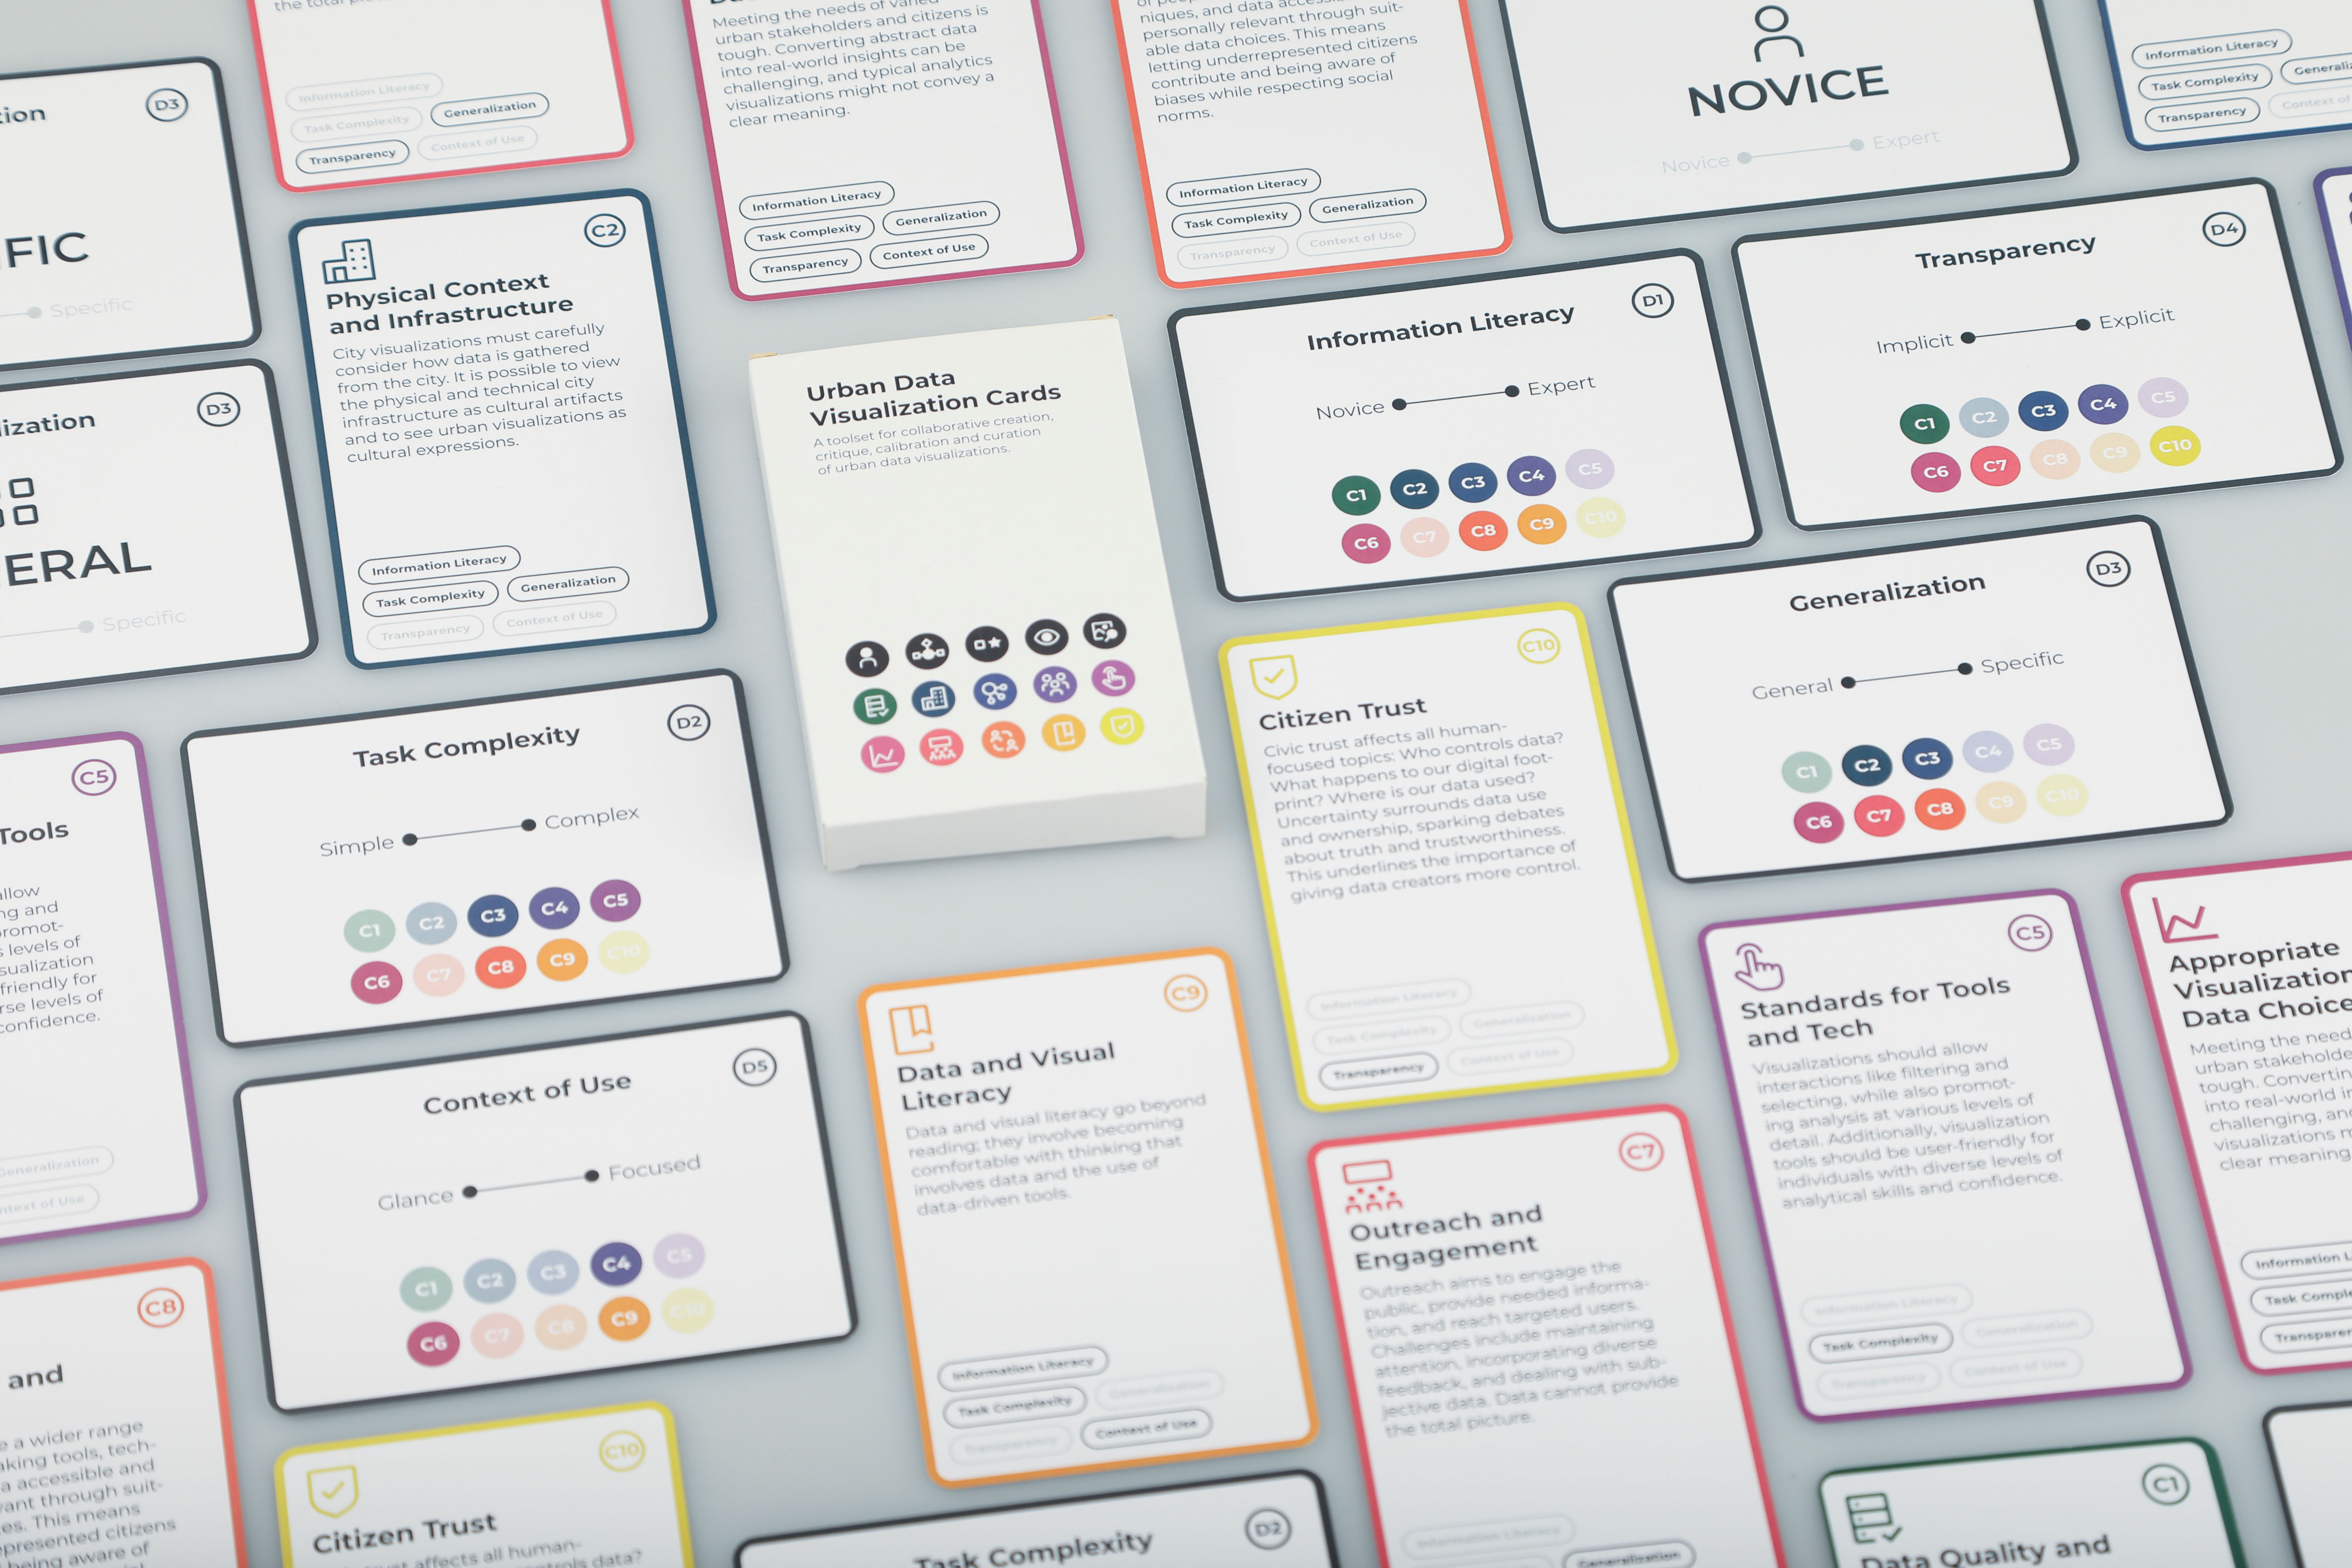 tion
D3
IFIC
Specific
the total
Information Literacy
Task Complexity
Generalization
Transparency
Context of Use
Meeting the needs of varied
urban stakeholders and citizens is
tough. Converting abstract data
into real-world insights can be
challenging, and typical analytics
visualizations might not convey a
clear meaning.
Information Literacy
Task Complexity
Generalization
Transparency
Context of Use
niques, and data
personally relevant through suit-
able data choices. This means
letting underrepresented citizens
contribute and being aware of
biases while respecting social
norms.
Information Literacy
Task Complexity
Generalization
Transparency
Context of Use
NOVICE
Novice
Expert
Information Literacy
Task Complexity
Transparency
Context of
lization
D3
ERAL
Specific
C2
Physical Context
and Infrastructure
City visualizations must carefully
consider how data is gathered
from the city. It is possible to view
the physical and technical city
infrastructure as cultural artifacts
and to see urban visualizations as
cultural expressions.
Information Literacy
Task Complexity
Generalization
Transparency
Context of Use
Urban Data
Visualization Cards
A toolset for collaborative creation,
critique, calibration and curation
of urban data visualizations.
D1
Information Literacy
Novice
Expert
C1 C2 C3 C4 C5
C6 C7 C8 C9 C10
D4
Transparency
Implicit
Explicit
C1 C2 C3 C4 C5
C6 C7 C8 C9 C10
D2
Task Complexity
Simple
Complex
C1 C2 C3 C4 C5
C6 C7 C8 C9 C10
C10
Citizen Trust
Civic trust affects all human-
focused topics: Who controls data?
What happens to our digital foot-
print? Where is our data used?
Uncertainty surrounds data use
and ownership, sparking debates
about truth and trustworthiness.
This underlines the importance of
giving data creators more control.
Information Literacy
Task Complexity
Generalization
Transparency
Context of Use
D3
Generalization
General
Specific
C1 C2 C3 C4 C5
C6 C7 C8 C9 C10
C5
Tools
allow
ng and
promot-
s levels of
sualization
friendly for
rse levels of
confidence.
Generalization
ntext of Use
D5
Context of Use
Glance
Focused
C1 C2 C3 C4 C5
C6 C7 C8 C9 C10
C9
Data and Visual
Literacy
Data and visual literacy go beyond
reading; they involve becoming
comfortable with thinking that
involves data and the use of
data-driven tools.
Information Literacy
Task Complexity
Generalization
Transparency
Context of Use
C5
Standards for Tools
and Tech
Visualizations should allow
interactions like filtering and
selecting, while also promot-
ing analysis at various levels of
detail. Additionally, visualization
tools should be user-friendly for
individuals with diverse levels of
analytical skills and confidence.
Information Literacy
Task Complexity
Generalization
Transparency
Context of Use
Appropriate
Visualization
Data Choice
Meeting the need
urban stakeholde
tough. Convertin
into real-world in
challenging, and
visualizations m
clear meaning
Information L
Task Comple
Transparen
C8
and
e a wider range
aking tools, tech-
a accessible and
vant through suit-
es. This means
epresented citizens
being aware of
C10
Citizen Trust
trust affects all human-
controls data?
D2
Task Complexity
C7
Outreach and
Engagement
Outreach aims to engage the
public, provide needed informa-
tion, and reach targeted users.
Challenges include maintaining
attention, incorporating diverse
feedback, and dealing with sub-
jective data. Data cannot provide
the total picture.
Information Literacy
Generalization
C1
Data Quality and